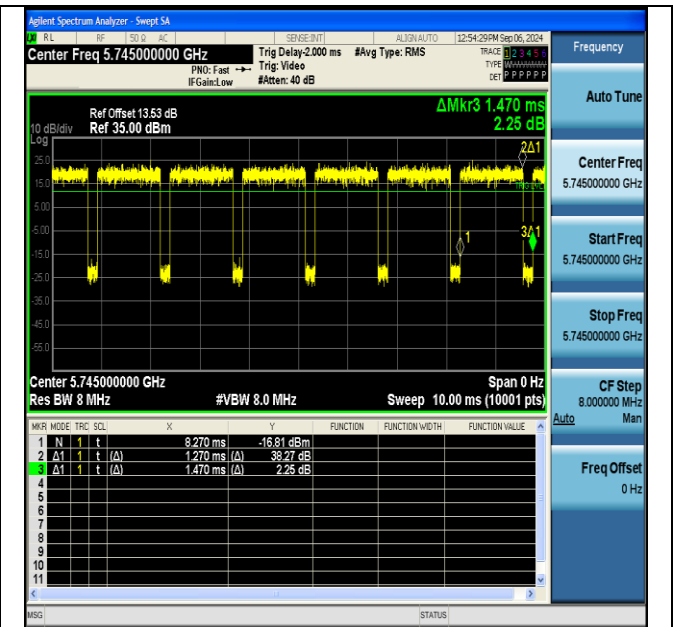 Agilent Spectrum Analyzer - Swept SA
LXI RL RF 50 Ω AC SENSE:INT ALIGN AUTO 12:54:29 PM Sep 06, 2024
Center Freq 5.745000000 GHz Trig Delay-2.000 ms #Avg Type: RMS TRACE 1 2 3 4 5 6
PNO: Fast Trig: Video TYPE
IFGain:Low #Atten: 40 dB DET P P P P P P
Frequency
Auto Tune
Center Freq
5.745000000 GHz
Start Freq
5.745000000 GHz
Stop Freq
5.745000000 GHz
CF Step
8.000000 MHz
Auto Man
Freq Offset
0 Hz
ΔMkr3 1.470 ms
2.25 dB
Ref Offset 13.53 dB
10 dB/div Ref 35.00 dBm
Log
25.0
15.0
5.00
-5.00
-15.0
-25.0
-35.0
-45.0
-55.0
2Δ1
TRIG LVL
1
3Δ1
Center 5.745000000 GHz Span 0 Hz
Res BW 8 MHz #VBW 8.0 MHz Sweep 10.00 ms (10001 pts)
MKR MODE TRC SCL X Y FUNCTION FUNCTION WIDTH FUNCTION VALUE
1 N 1 t 8.270 ms -16.81 dBm
2 Δ1 1 t (Δ) 1.270 ms (Δ) 38.27 dB
3 Δ1 1 t (Δ) 1.470 ms (Δ) 2.25 dB
4
5
6
7
8
9
10
11
MSG STATUS